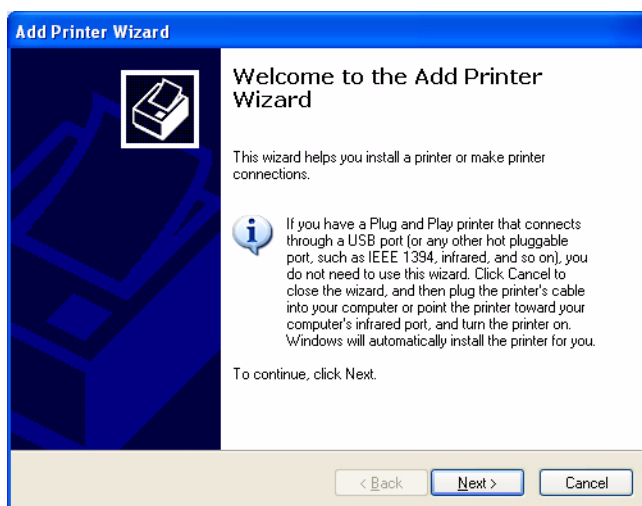 Add Printer Wizard
Welcome to the Add Printer
Wizard
This wizard helps you install a printer or make printer
connections.
If you have a Plug and Play printer that connects
through a USB port (or any other hot pluggable
port, such as IEEE 1394, infrared, and so on), you
do not need to use this wizard. Click Cancel to
close the wizard, and then plug the printer's cable
into your computer or point the printer toward your
computer's infrared port, and turn the printer on.
Windows will automatically install the printer for you.
To continue, click Next.
< Back Next > Cancel